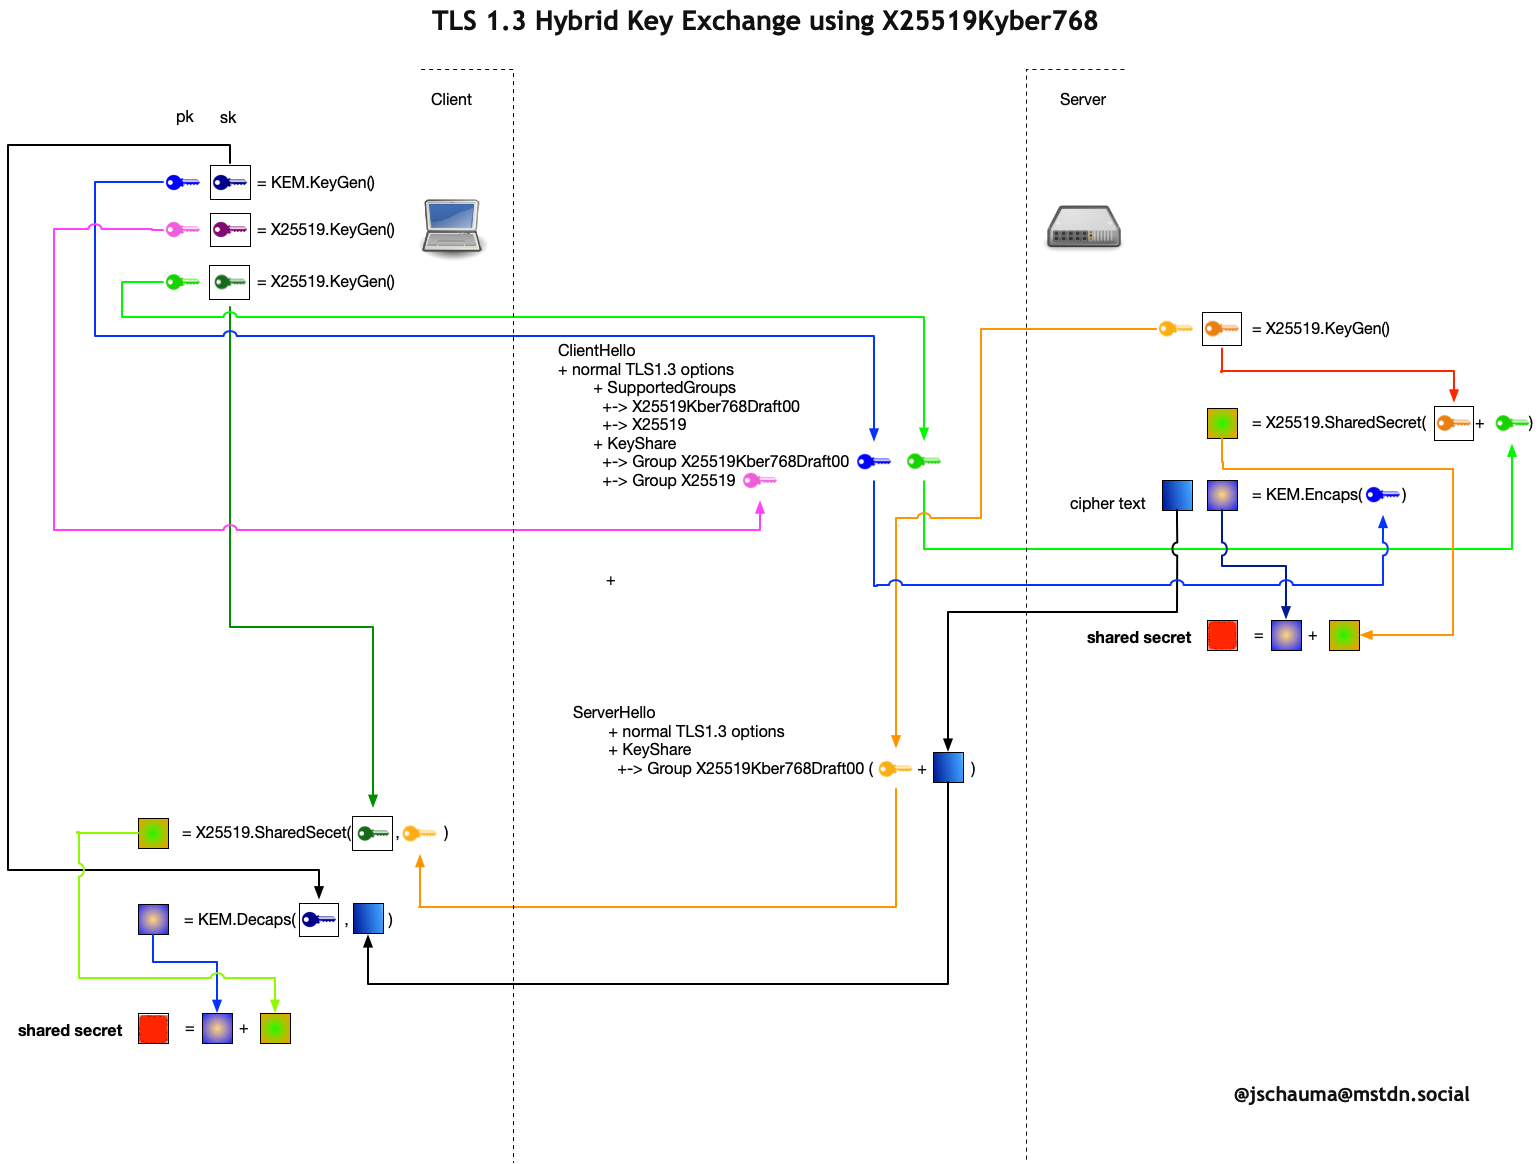 TLS 1.3 Hybrid Key Exchange using X25519Kyber768
Client
Server
pk sk
= KEM.KeyGen()
= X25519.KeyGen()
= X25519.KeyGen()
= X25519.KeyGen()
ClientHello
+ normal TLS1.3 options
+ SupportedGroups
+-> X25519Kber768Draft00
+-> X25519
+ KeyShare
+-> Group X25519Kber768Draft00
+-> Group X25519
= X25519.SharedSecret( + )
cipher text = KEM.Encaps( )
+
shared secret = +
ServerHello
+ normal TLS1.3 options
+ KeyShare
+-> Group X25519Kber768Draft00 ( + )
= X25519.SharedSecet( , )
= KEM.Decaps( , )
shared secret = +
@jschauma@mstdn.social